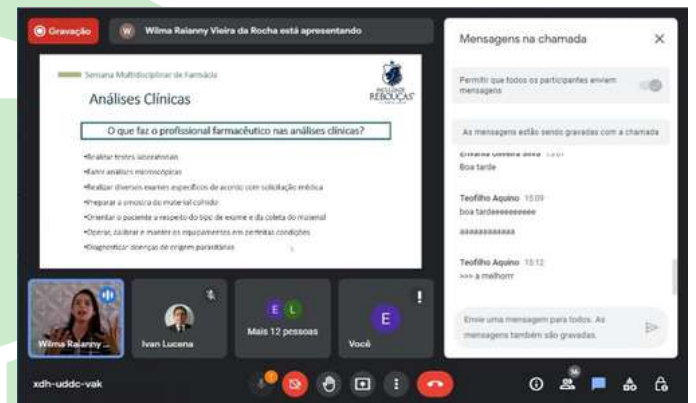 Gravação
W
Wilma Raianny Vieira da Rocha está apresentando
Semana Multidisciplinar de Farmácia
FACULDADE
REBOUÇAS
Análises Clínicas
O que faz o profissional farmacêutico nas análises clínicas?
•Realizar testes laboratoriais
•Fazer análises microscópicas
•Realizar diversos exames específicos de acordo com solicitação médica
•Preparar a amostra do material colhido
•Orientar o paciente a respeito do tipo de exame e da coleta do material
•Operar, calibrar e manter os equipamentos em perfeitas condições
•Diagnosticar doenças de origem parasitárias
Wilma Raianny ...
Ivan Lucena
E L
Mais 12 pessoas
E
Você
xdh-uddc-vak
Mensagens na chamada
Permitir que todos os participantes enviem
mensagens
As mensagens estão sendo gravadas com a chamada
Boa tarde
Teofilho Aquino 15:09
boa tardeeeeeeeeee
aaaaaaaaaaaa
Teofilho Aquino 15:12
>>> a melhorrr
Envie uma mensagem para todos. As
mensagens também são gravadas.
16